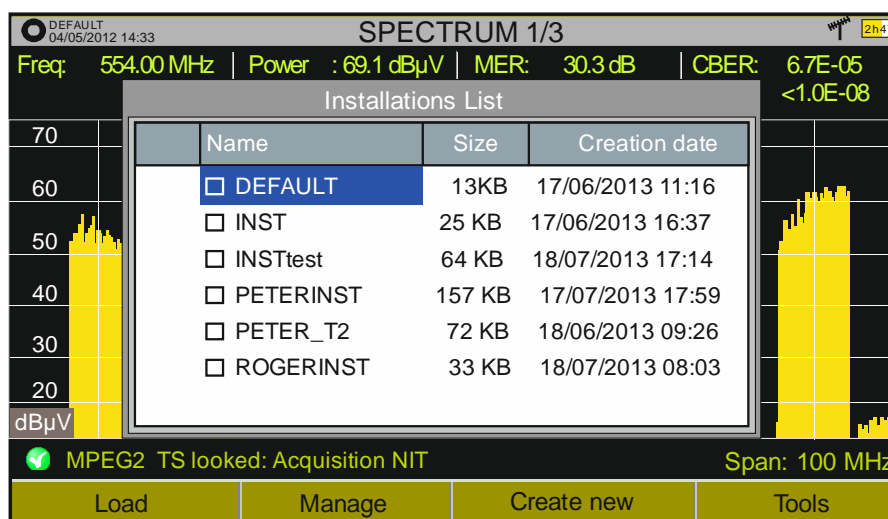 DEFAULT
04/05/2012 14:33
SPECTRUM 1/3
2h4
Freq: 554.00 MHz | Power : 69.1 dBµV | MER: 30.3 dB | CBER: 6.7E-05
<1.0E-08
Installations List
Name Size Creation date
DEFAULT 13KB 17/06/2013 11:16
INST 25 KB 17/06/2013 16:37
INSTtest 64 KB 18/07/2013 17:14
PETERINST 157 KB 17/07/2013 17:59
PETER_T2 72 KB 18/06/2013 09:26
ROGERINST 33 KB 18/07/2013 08:03
70
60
50
40
30
20
dBµV
MPEG2 TS looked: Acquisition NIT
Span: 100 MHz
Load Manage Create new Tools